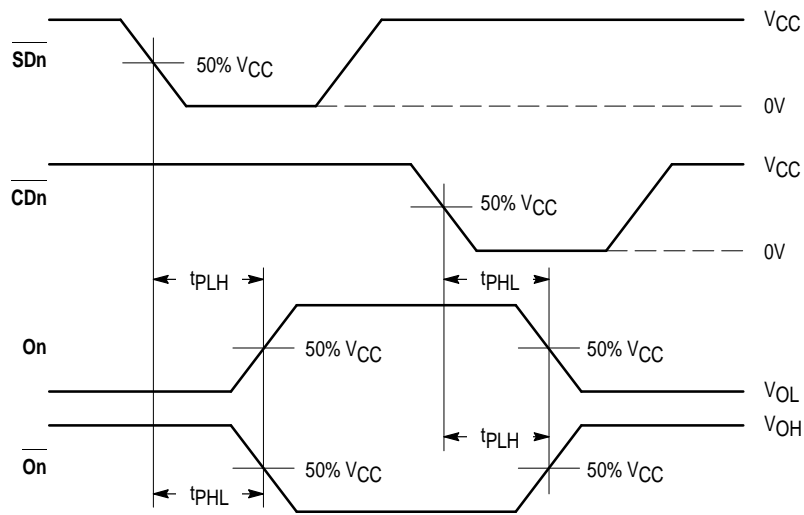 VCC
SDn
50% VCC
0V
VCC
CDn
50% VCC
0V
tPLH
tPHL
On
50% VCC
50% VCC
VOL
VOH
tPLH
On
50% VCC
50% VCC
tPHL